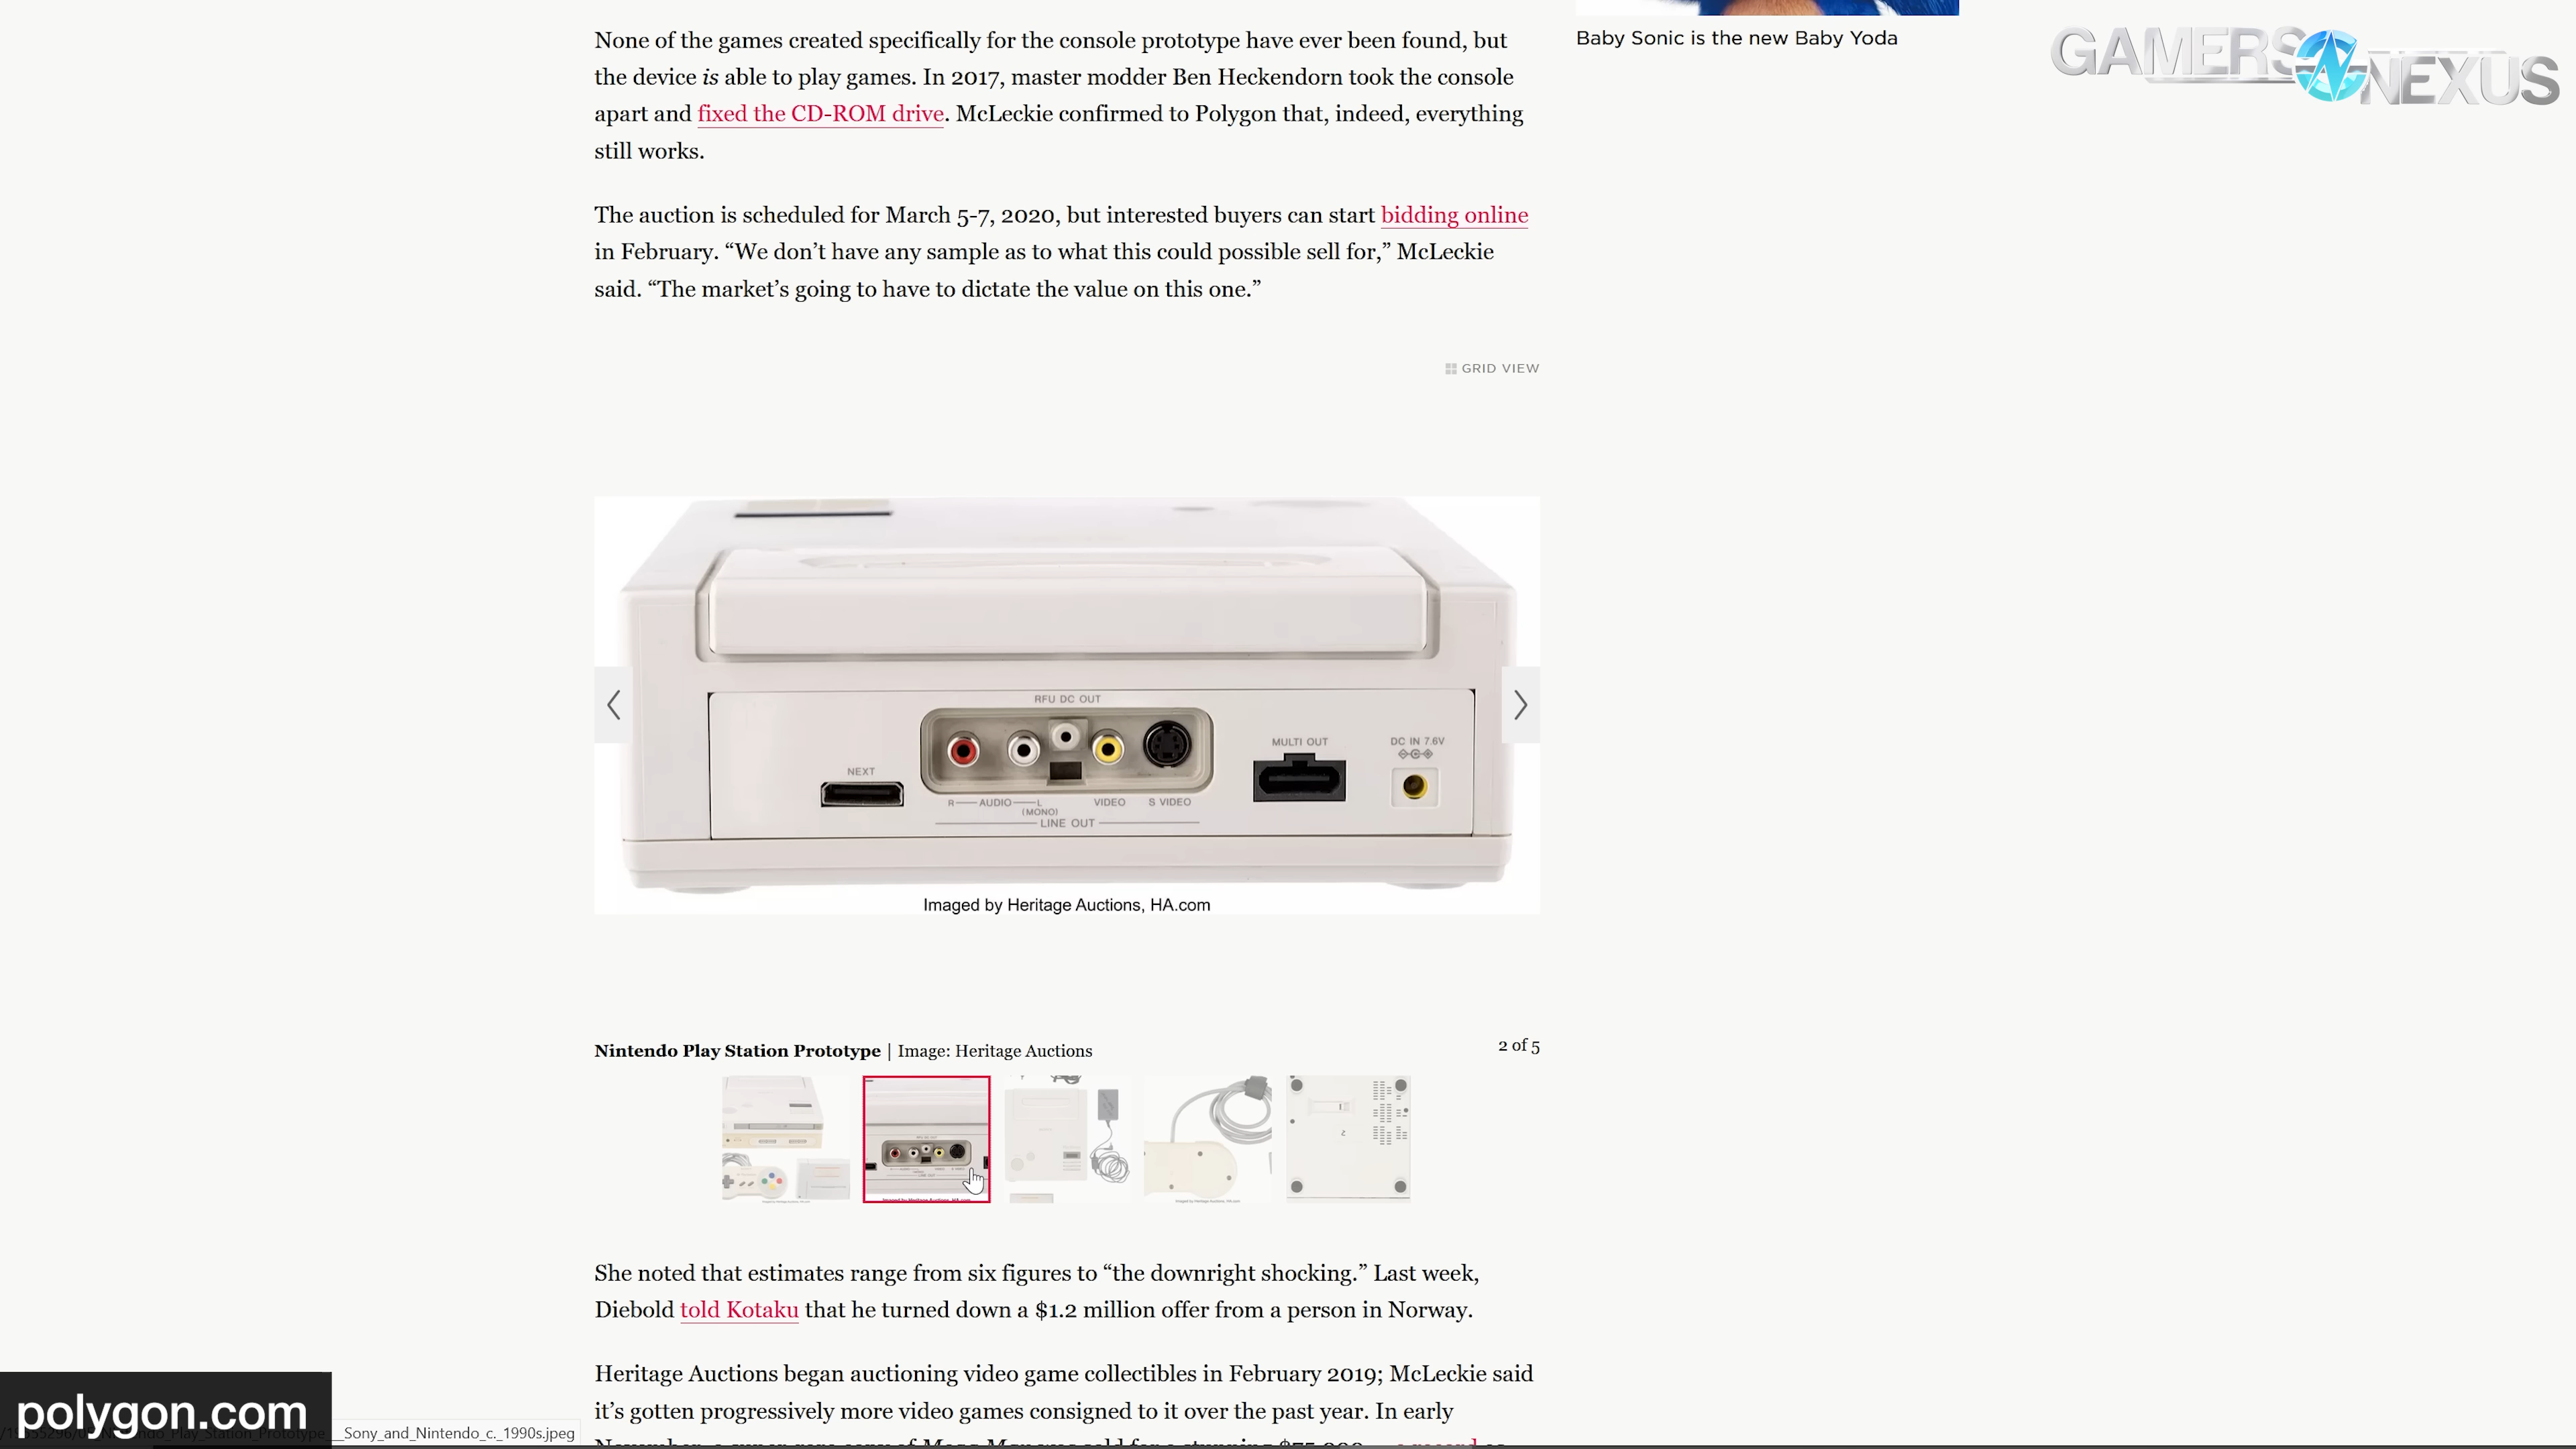 None of the games created specifically for the console prototype have ever been found, but
the device is able to play games. In 2017, master modder Ben Heckendorn took the console
apart and fixed the CD-ROM drive. McLeckie confirmed to Polygon that, indeed, everything
still works.
The auction is scheduled for March 5-7, 2020, but interested buyers can start bidding online
in February. “We don’t have any sample as to what this could possible sell for,” McLeckie
said. “The market’s going to have to dictate the value on this one.”
Baby Sonic is the new Baby Yoda
GAMERS NEXUS
GRID VIEW
RFU DC OUT
MULTI OUT
DC IN 7.6V
NEXT
R AUDIO L
(MONO)
VIDEO
S VIDEO
LINE OUT
Imaged by Heritage Auctions, HA.com
Nintendo Play Station Prototype | Image: Heritage Auctions
2 of 5
She noted that estimates range from six figures to “the downright shocking.” Last week,
Diebold told Kotaku that he turned down a $1.2 million offer from a person in Norway.
Heritage Auctions began auctioning video game collectibles in February 2019; McLeckie said
it’s gotten progressively more video games consigned to it over the past year. In early
polygon.com
_Sony_and_Nintendo_c._1990s.jpeg